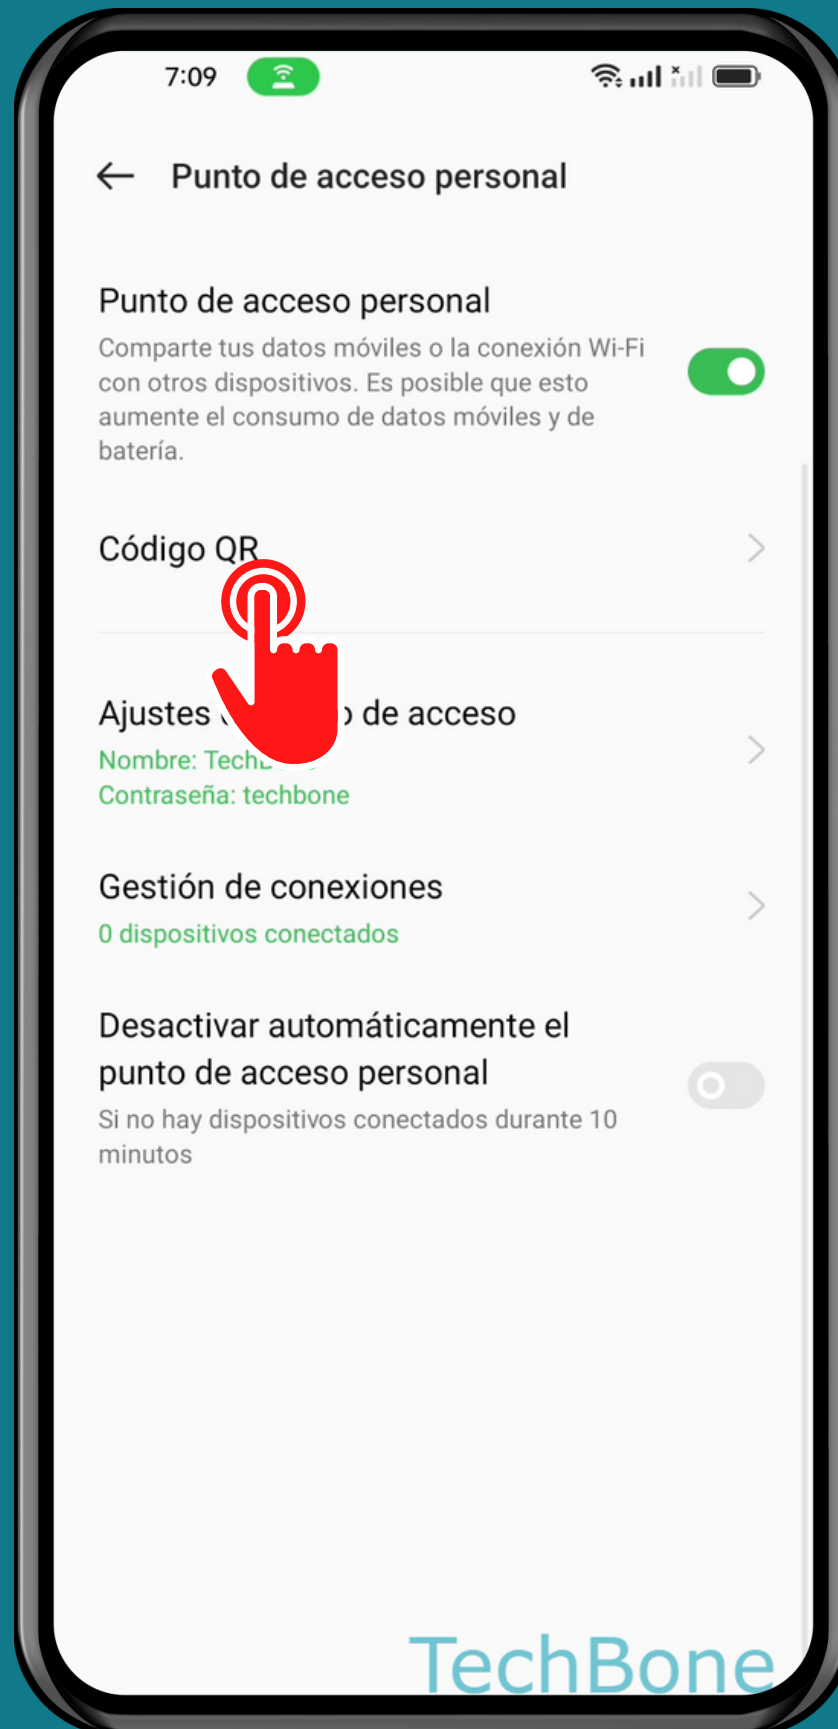 7:09
Punto de acceso personal
Punto de acceso personal
Comparte tus datos móviles o la conexión Wi-Fi
con otros dispositivos. Es posible que esto
aumente el consumo de datos móviles y de
batería.
Código QR
Ajustes de acceso
Nombre:
Contraseña: techbone
Gestión de conexiones
0 dispositivos conectados
Desactivar automáticamente el
punto de acceso personal
Si no hay dispositivos conectados durante 10
minutos
TechBone